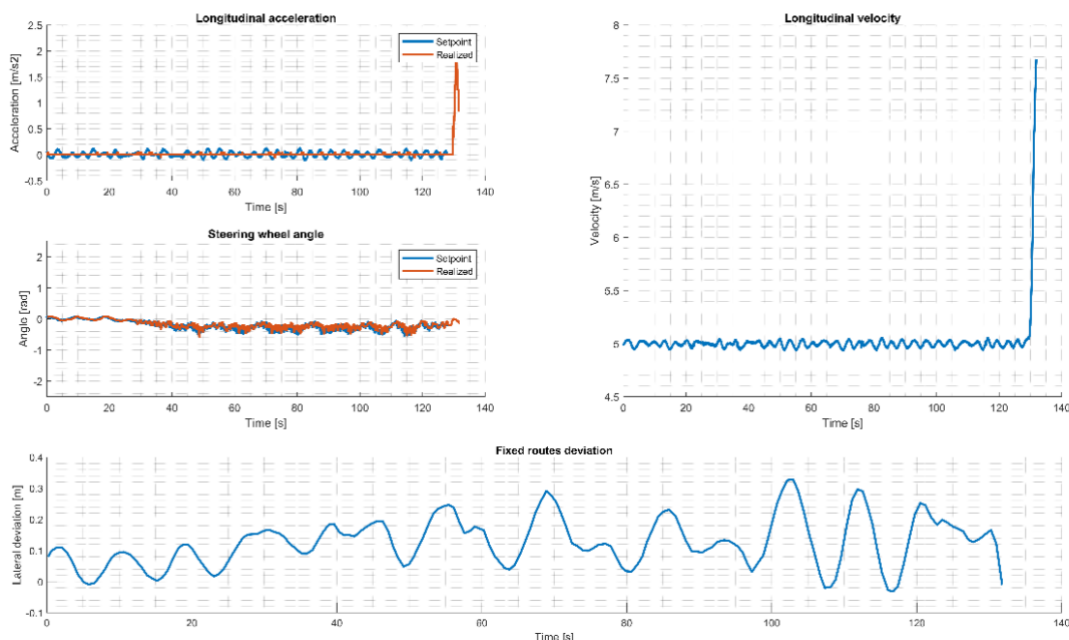 Longitudinal acceleration
Acceleration [m/s2]
2.5
2
1.5
1
0.5
0
-0.5
Setpoint
Realized
0 20 40 60 80 100 120 140
Time [s]
Steering wheel angle
Angle [rad]
2
1
0
-1
-2
Setpoint
Realized
0 20 40 60 80 100 120 140
Time [s]
Longitudinal velocity
Velocity [m/s]
8
7.5
7
6.5
6
5.5
5
4.5
0 20 40 60 80 100 120 140
Time [s]
Fixed routes deviation
Lateral deviation [m]
0.4
0.3
0.2
0.1
0
-0.1
0 20 40 60 80 100 120 140
Time [s]